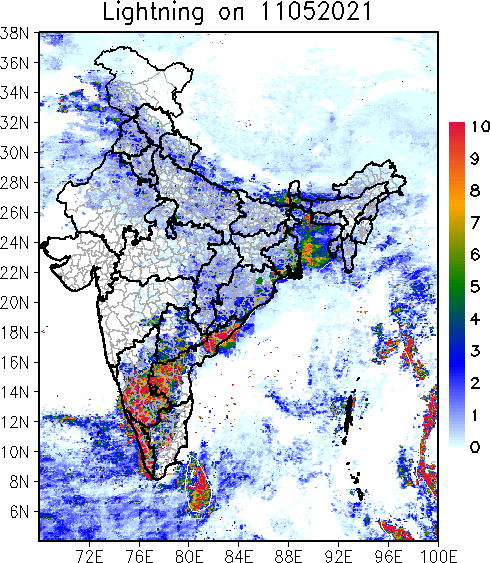 Lightning on 11052021
38N
36N
34N
32N
30N
28N
26N
24N
22N
20N
18N
16N
14N
12N
10N
8N
6N
72E 76E 80E 84E 88E 92E 96E 100E
10
9
8
7
6
5
4
3
2
1
0